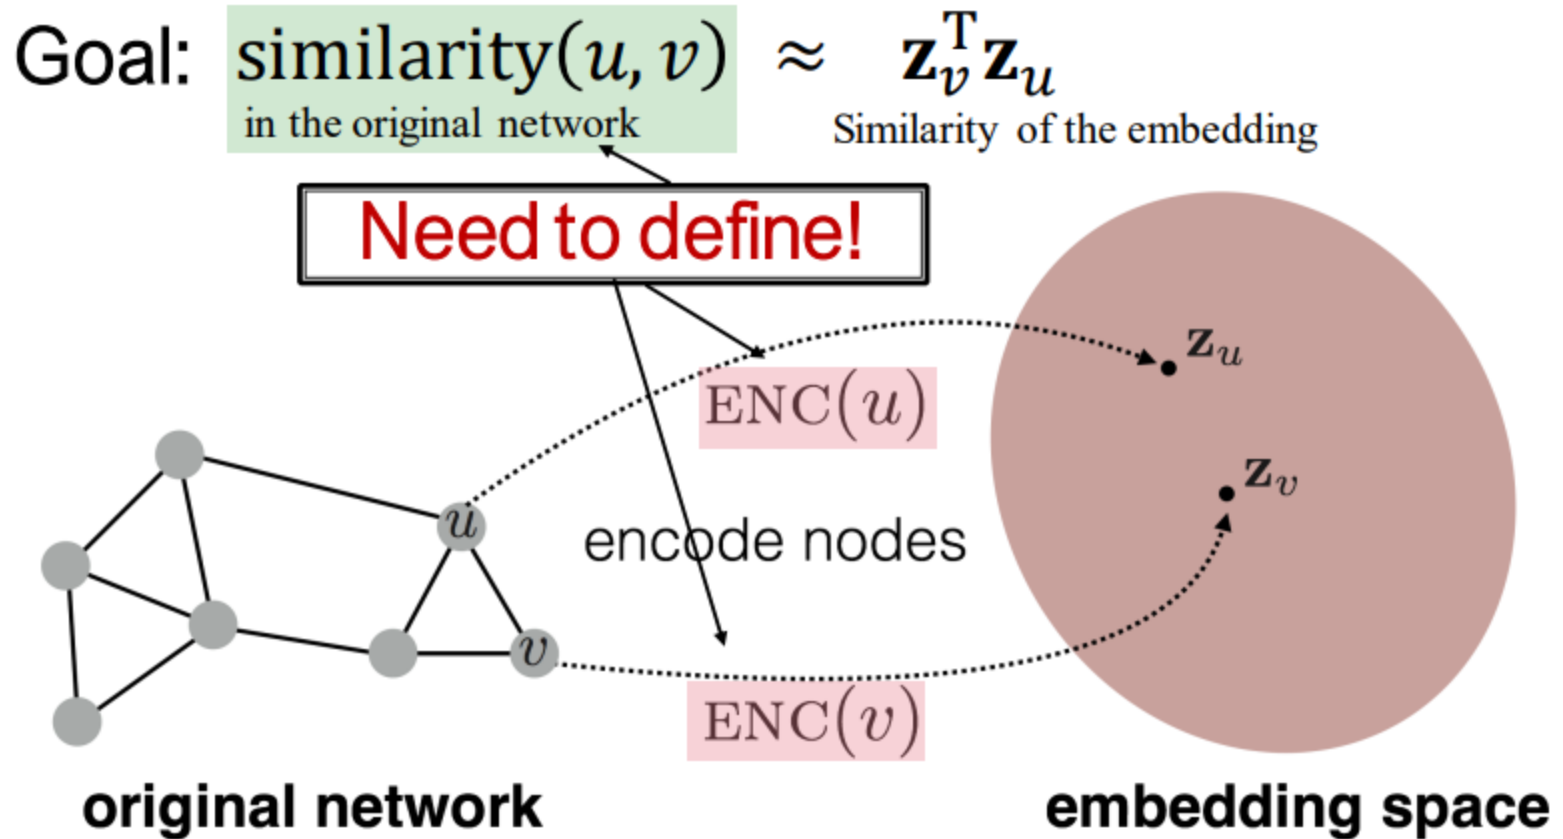 Goal: similarity(u, v) ≈ z_v^T z_u
in the original network
Similarity of the embedding
Need to define!
z_u
ENC(u)
z_v
u
encode nodes
v
ENC(v)
original network
embedding space